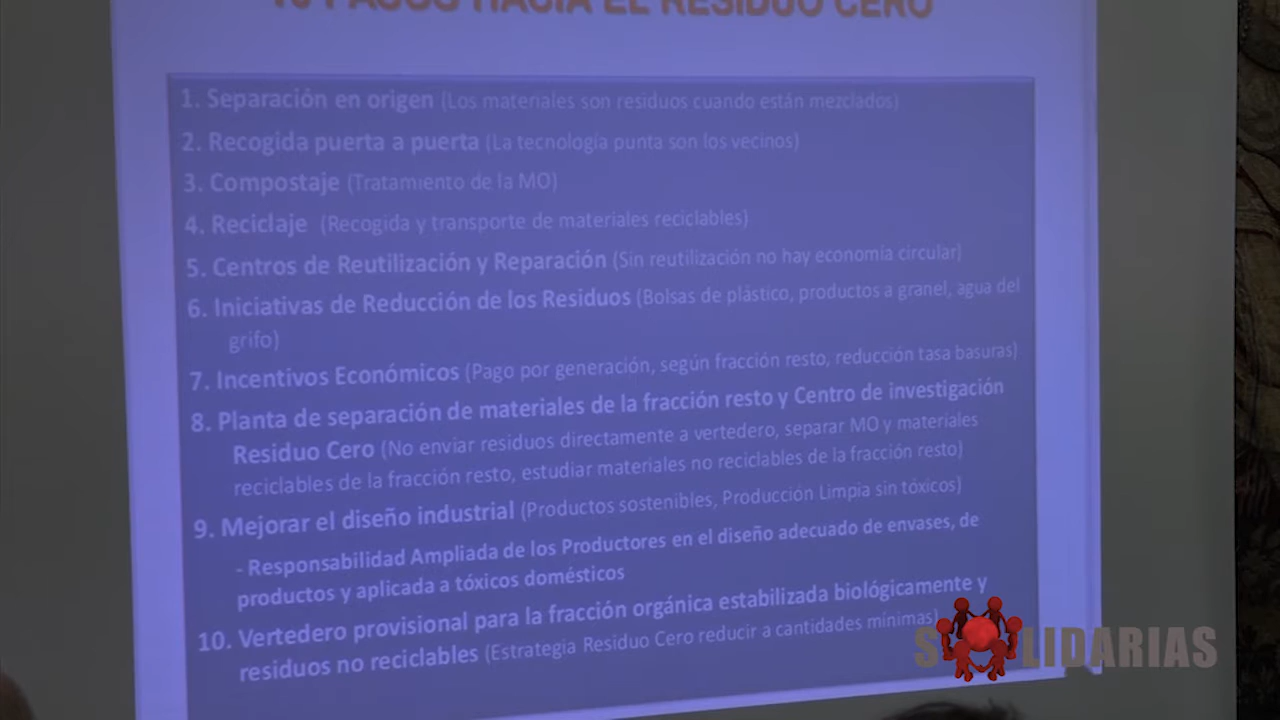 10 PASOS HACIA EL RESIDUO CERO
1. Separación en origen (Los materiales son residuos cuando están mezclados)
2. Recogida puerta a puerta (La tecnología punta son los vecinos)
3. Compostaje (Tratamiento de la MO)
4. Reciclaje (Recogida y transporte de materiales reciclables)
5. Centros de Reutilización y Reparación (Sin reutilización no hay economía circular)
6. Iniciativas de Reducción de los Residuos (Bolsas de plástico, productos a granel, agua del
grifo)
7. Incentivos Económicos (Pago por generación, según fracción resto, reducción tasa basuras)
8. Planta de separación de materiales de la fracción resto y Centro de investigación
Residuo Cero (No enviar residuos directamente a vertedero, separar MO y materiales
reciclables de la fracción resto, estudiar materiales no reciclables de la fracción resto)
9. Mejorar el diseño industrial (Productos sostenibles, Producción Limpia sin tóxicos)
- Responsabilidad Ampliada de los Productores en el diseño adecuado de envases, de
productos y aplicada a tóxicos domésticos
10. Vertedero provisional para la fracción orgánica estabilizada biológicamente y
residuos no reciclables (Estrategia Residuo Cero reducir a cantidades mínimas)
SOLIDARIAS